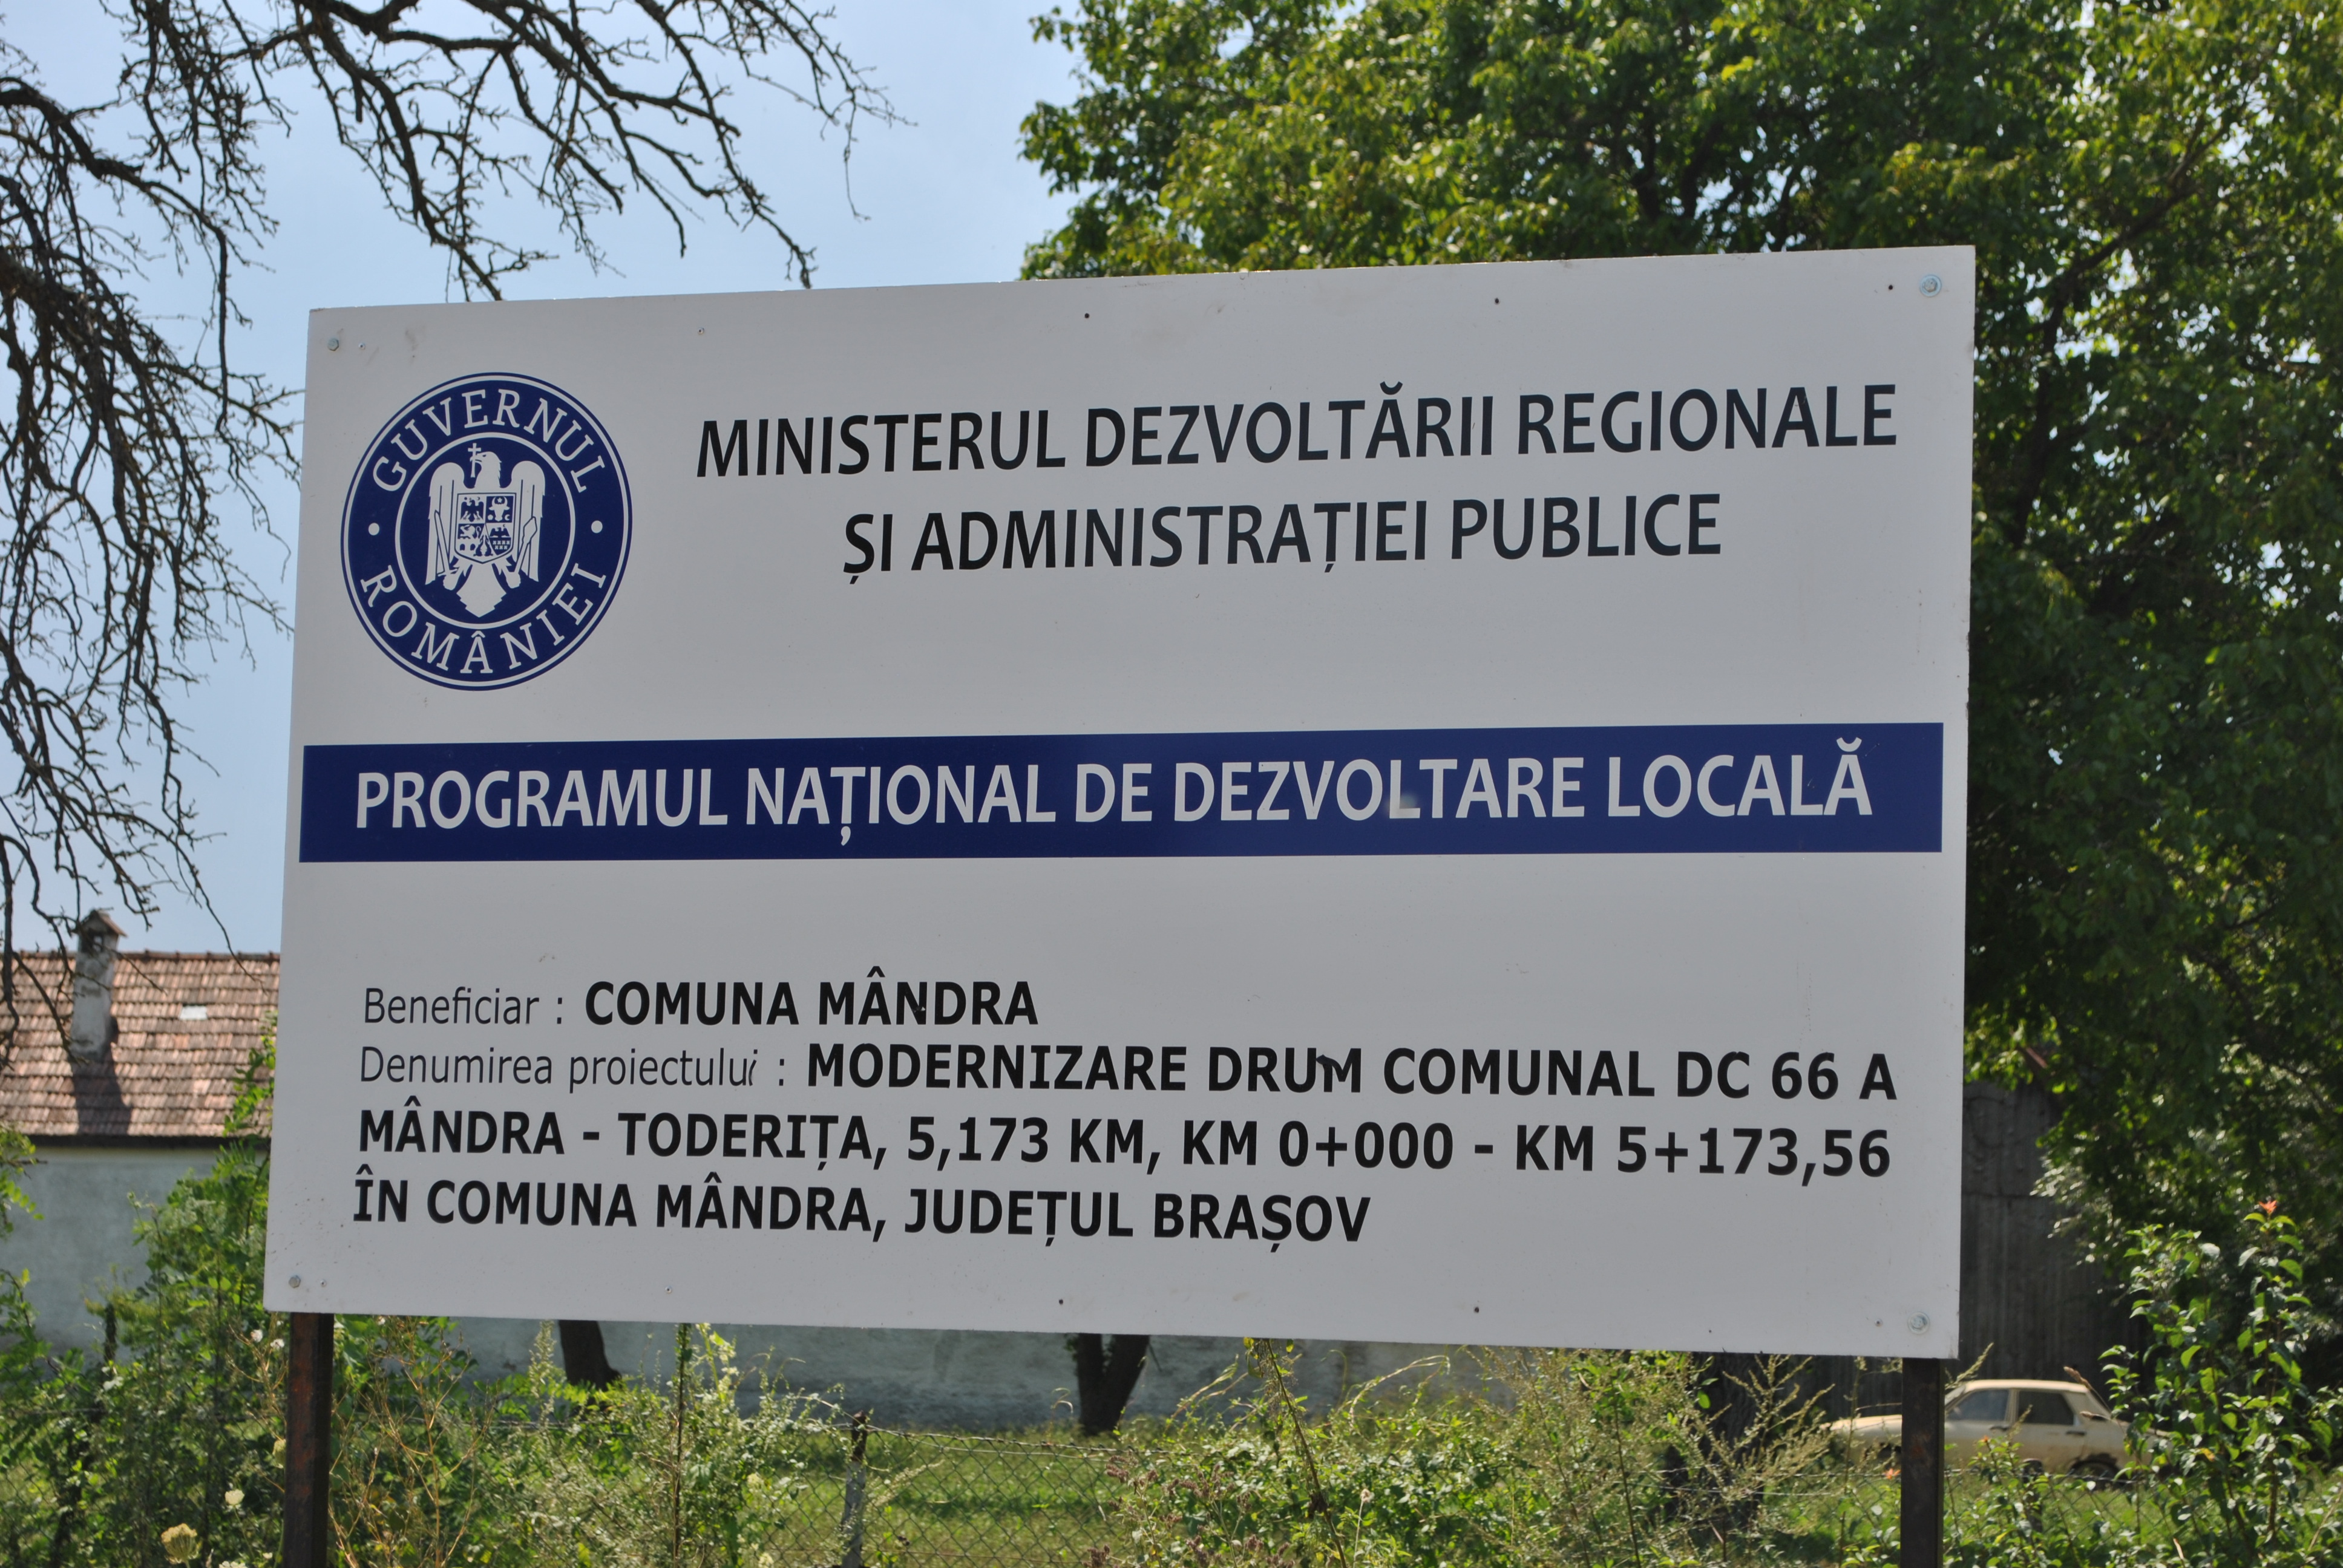 GUVERNUL ROMÂNIEI
MINISTERUL DEZVOLTĂRII REGIONALE
ȘI ADMINISTRAȚIEI PUBLICE
PROGRAMUL NAȚIONAL DE DEZVOLTARE LOCALĂ
Beneficiar : COMUNA MÂNDRA
Denumirea proiectului : MODERNIZARE DRUM COMUNAL DC 66 A
MÂNDRA - TODERIȚA, 5,173 KM, KM 0+000 - KM 5+173,56
ÎN COMUNA MÂNDRA, JUDEȚUL BRAȘOV